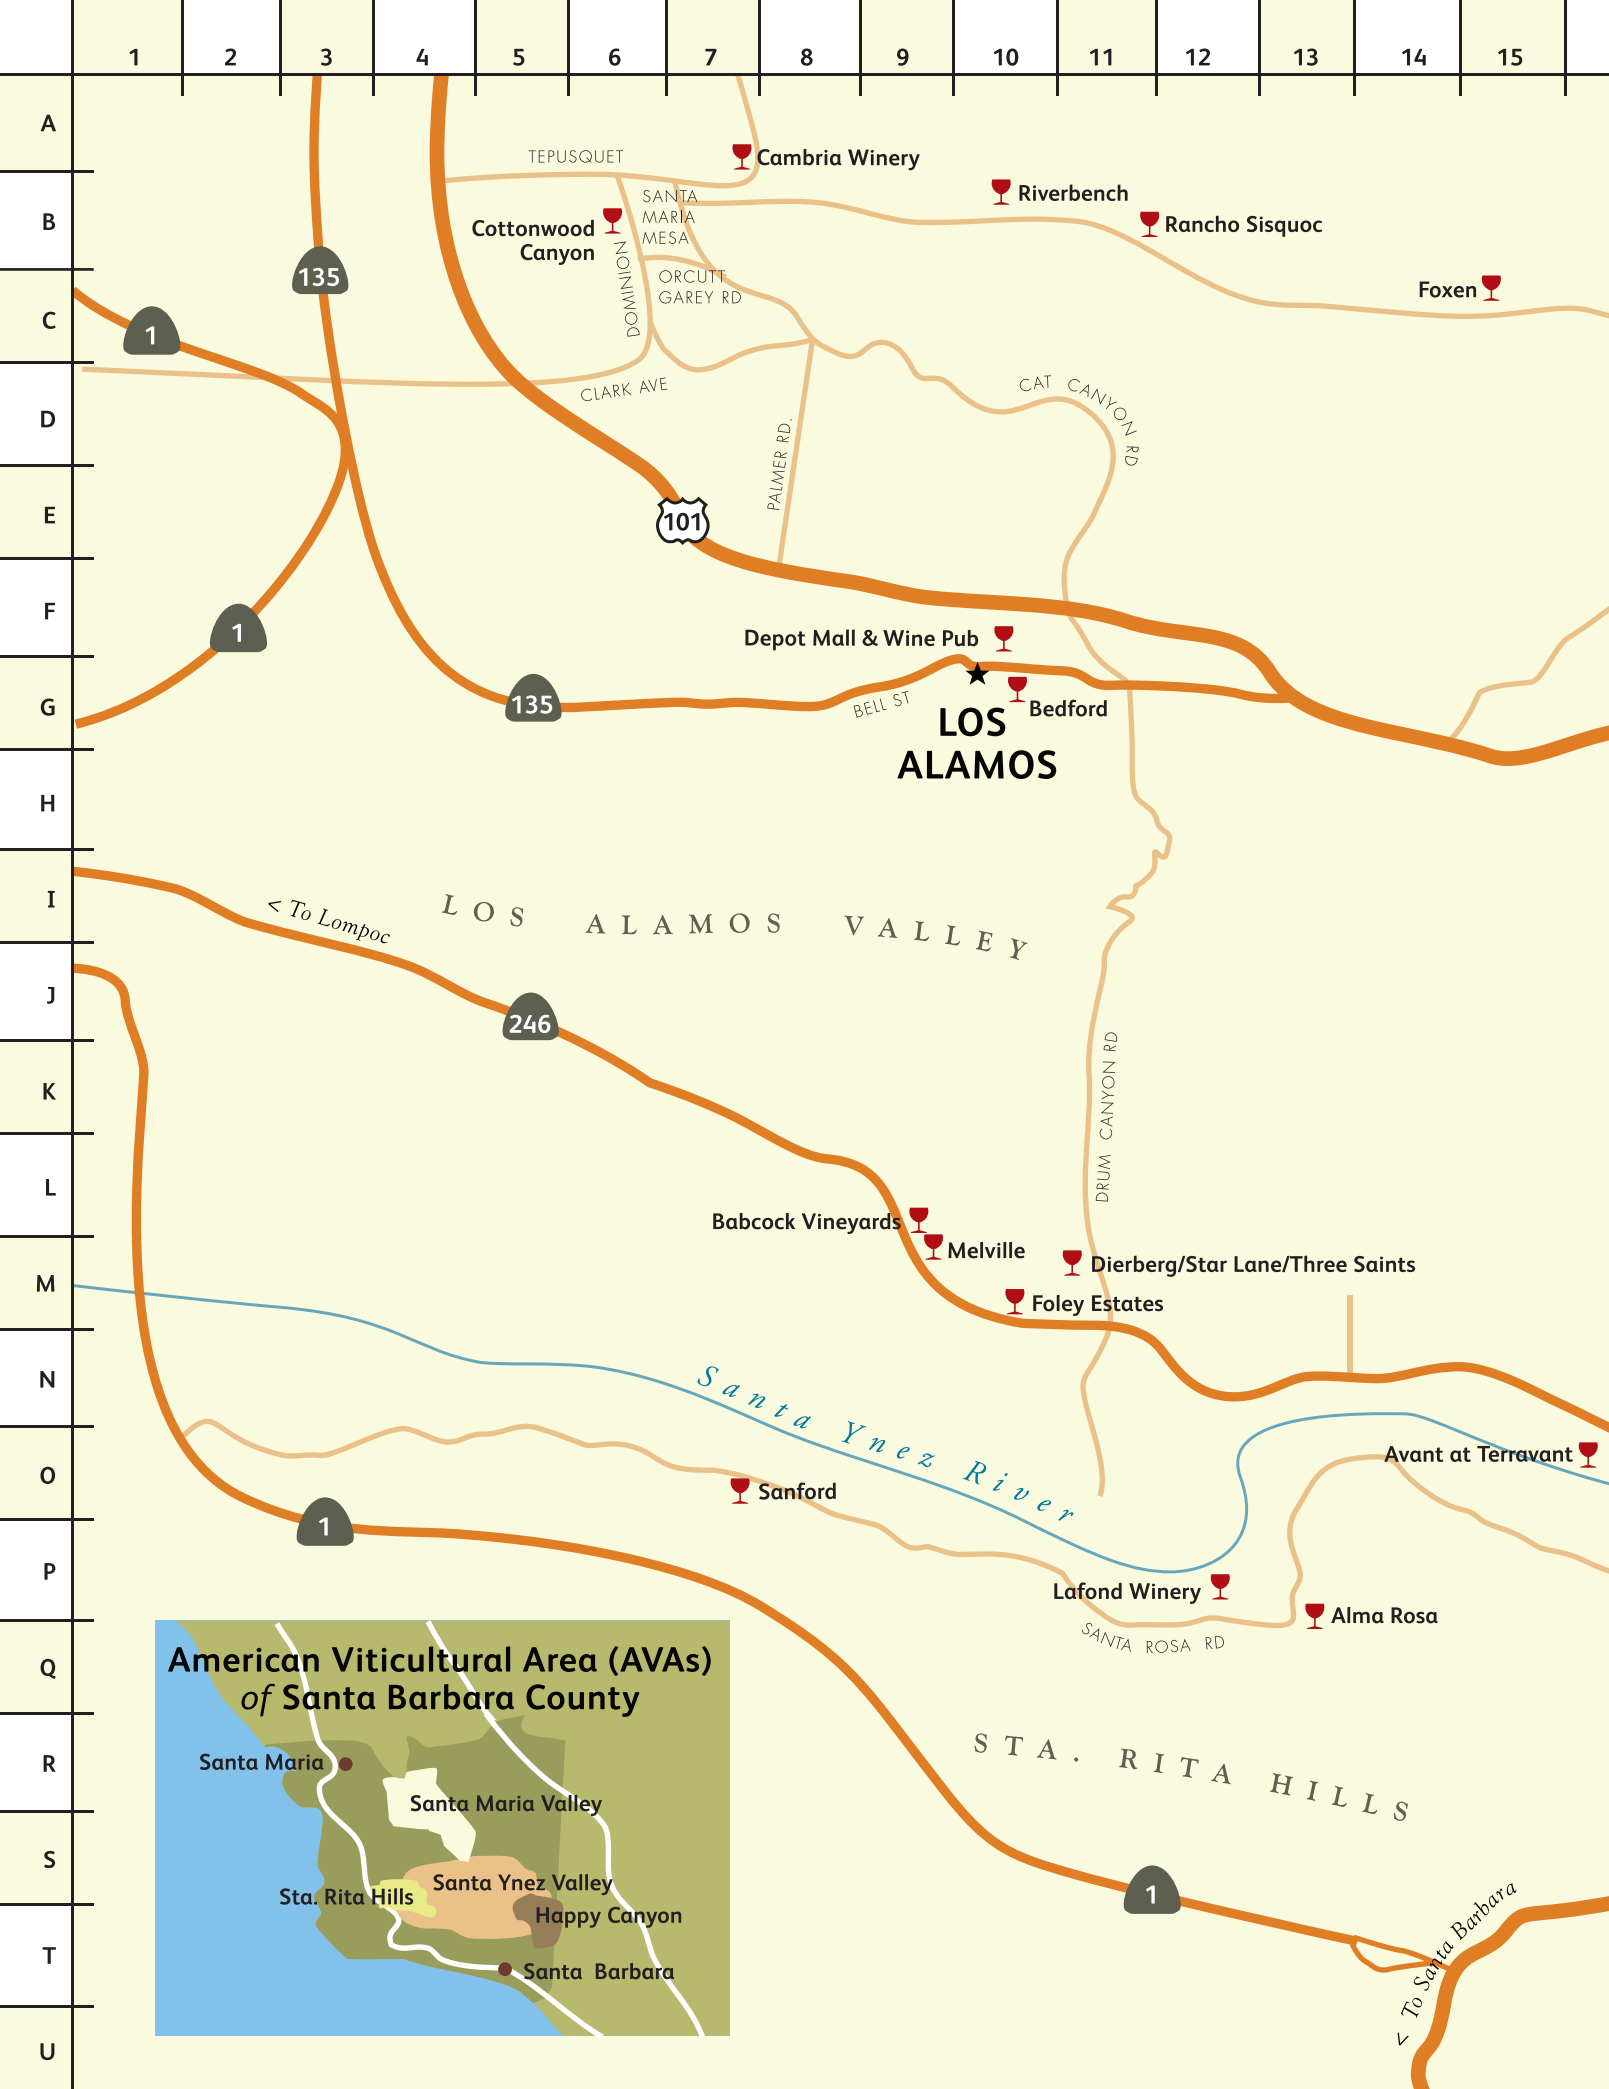 1 2 3 4 5 6 7 8 9 10 11 12 13 14 15
A
TEPUSQUET
Cambria Winery
B
SANTA
MARIA
MESA
Riverbench
Cottonwood
Canyon
Rancho Sisquoc
DOMINION
135
ORCUTT
GAREY RD
Foxen
C
1
CLARK AVE
CAT CANYON RD
D
PALMER RD.
E
101
F
1
Depot Mall & Wine Pub
G
135
BELL ST
Bedford
LOS
ALAMOS
H
I
< To Lompoc
LOS ALAMOS VALLEY
J
246
K
DRUM CANYON RD
L
Babcock Vineyards
Melville
Dierberg/Star Lane/Three Saints
M
Foley Estates
N
Santa Ynez River
Avant at Terravant
O
Sanford
1
P
Lafond Winery
Alma Rosa
SANTA ROSA RD
Q
American Viticultural Area (AVAs)
of Santa Barbara County
R
STA. RITA HILLS
Santa Maria
Santa Maria Valley
S
Santa Ynez Valley
Sta. Rita Hills
1
Happy Canyon
T
Santa Barbara
< To Santa Barbara
U